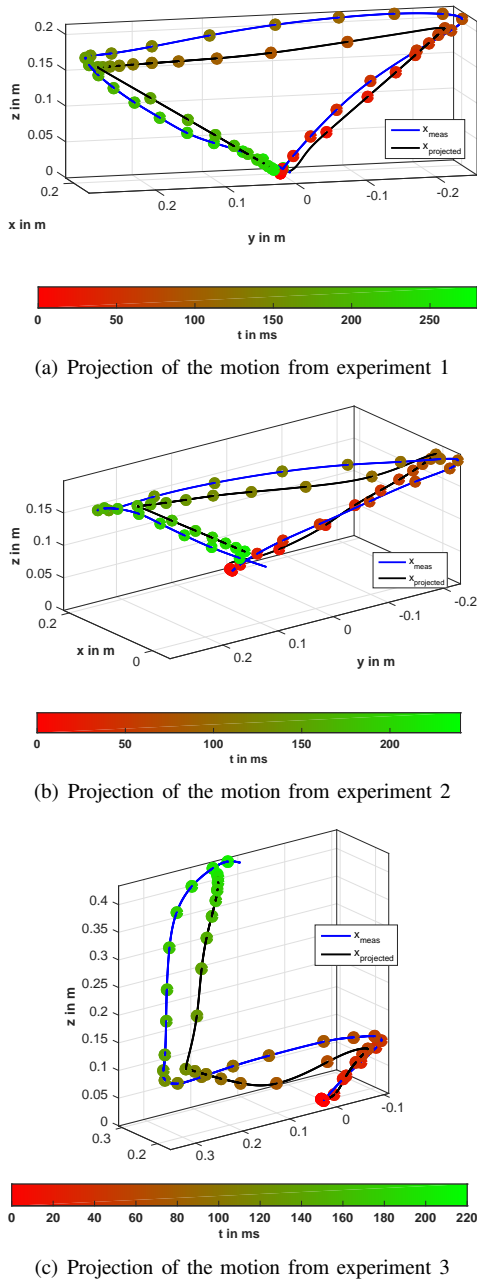 0.2
0.15
0.1
0.05
0
z in m
0.2
x in m
0.2
0.1
0
-0.1
-0.2
y in m
x_meas
x_projected
0 50 100 150 200 250
t in ms
(a) Projection of the motion from experiment 1
0.15
0.1
0.05
0
z in m
0.2
0
x in m
0.2
0.1
0
-0.1
-0.2
y in m
x_meas
x_projected
0 50 100 150 200
t in ms
(b) Projection of the motion from experiment 2
0.4
0.35
0.3
0.25
0.2
0.15
0.1
0.05
0
z in m
0.3
0.2
0.3
0.2
0.1
0
-0.1
x_meas
x_projected
0 20 40 60 80 100 120 140 160 180 200 220
t in ms
(c) Projection of the motion from experiment 3